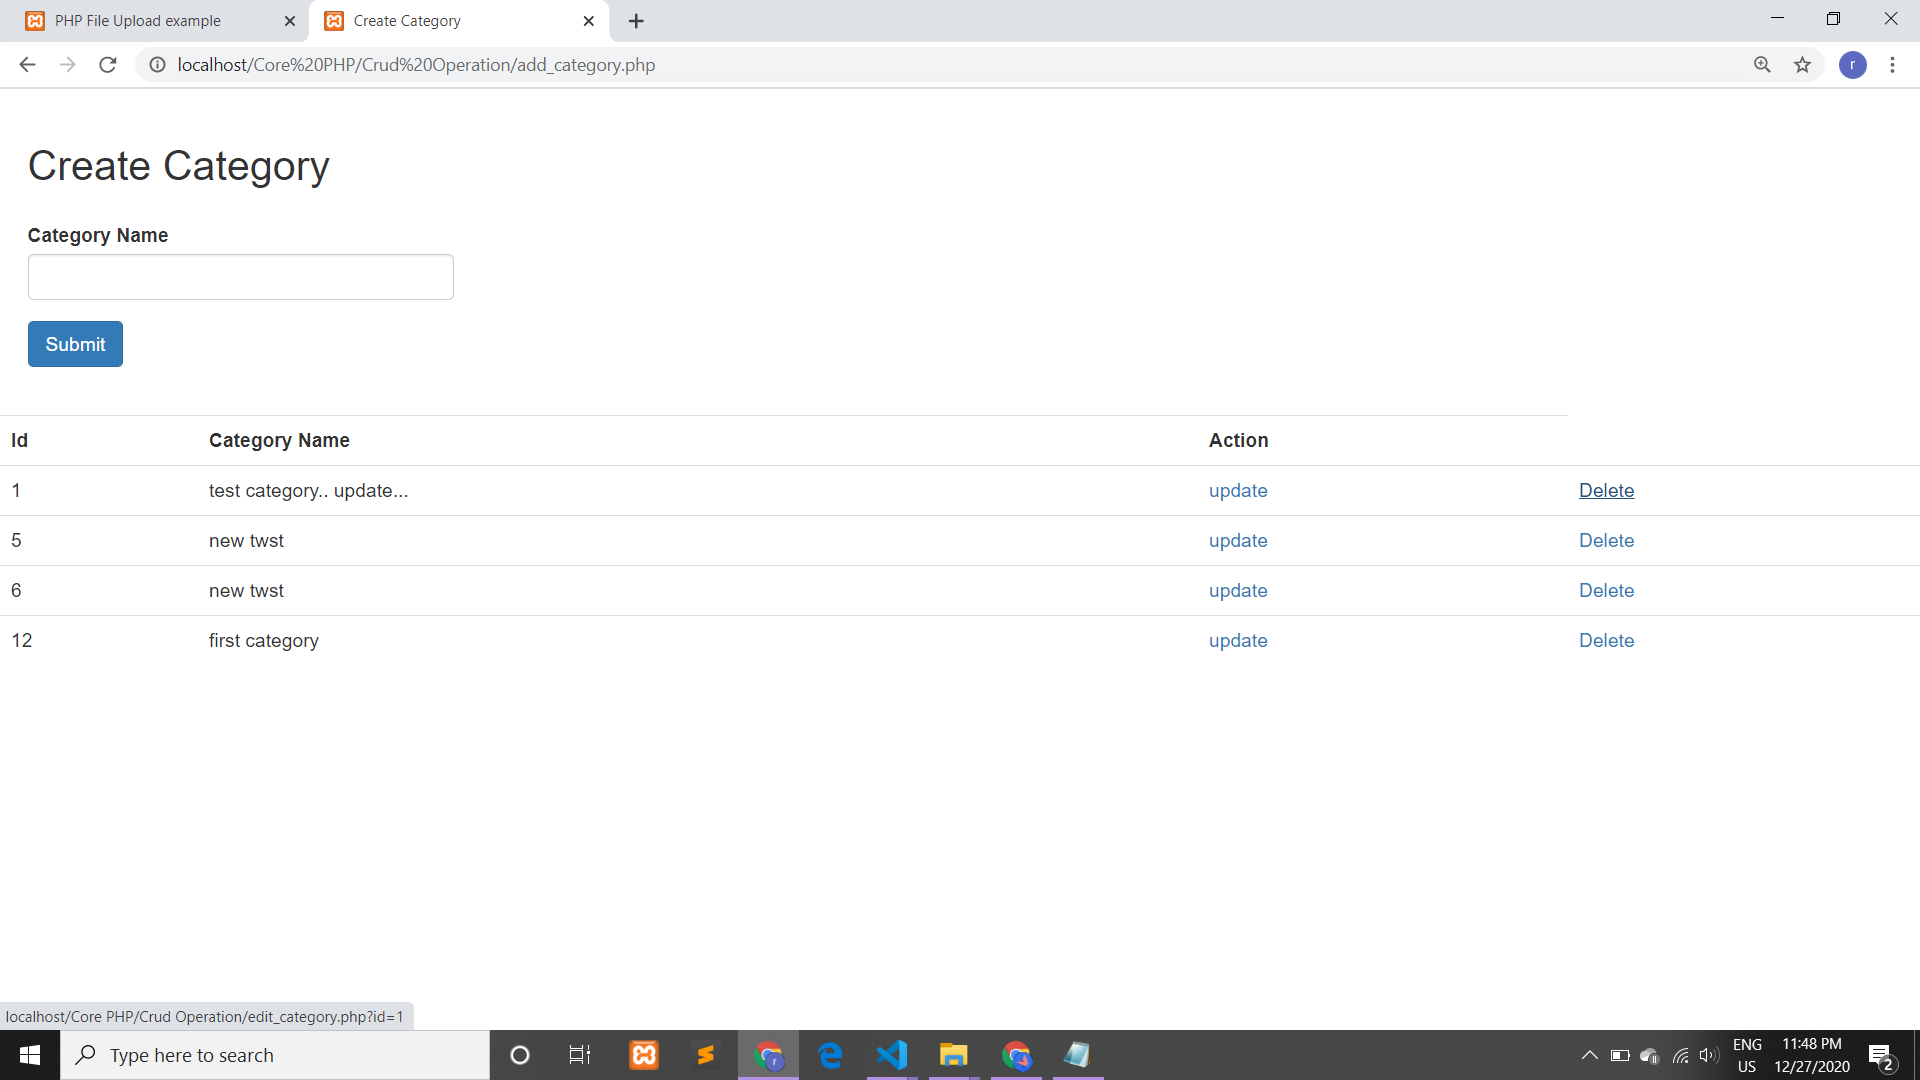 PHP File Upload example
Create Category
localhost/Core%20PHP/Crud%20Operation/add_category.php
r
Create Category
Category Name
Submit
Id Category Name Action
1 test category.. update... update Delete
5 new twst update Delete
6 new twst update Delete
12 first category update Delete
localhost/Core PHP/Crud Operation/edit_category.php?id=1
Type here to search
r
ENG
US
11:48 PM
12/27/2020
2